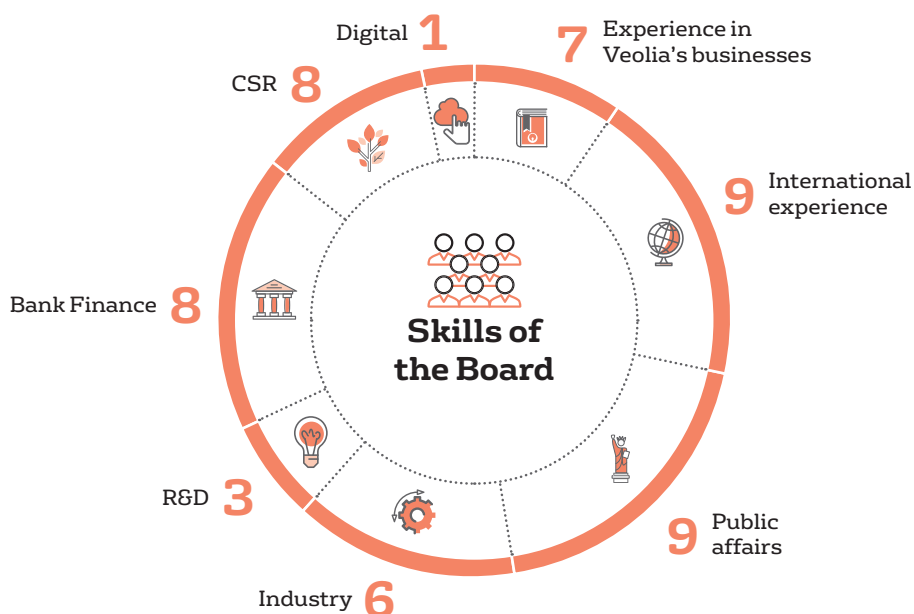 Digital 1
7 Experience in
Veolia's businesses
CSR 8
9 International
experience
Bank Finance 8
Skills of
the Board
R&D 3
9 Public
affairs
Industry 6